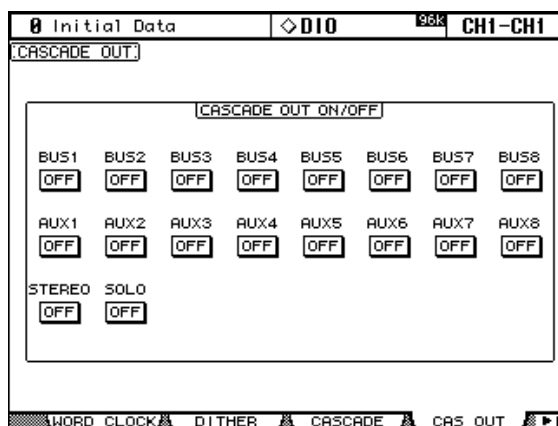 0 Initial Data ◇DIO 96k CH1-CH1
CASCADE OUT
CASCADE OUT ON/OFF
BUS1 BUS2 BUS3 BUS4 BUS5 BUS6 BUS7 BUS8
OFF OFF OFF OFF OFF OFF OFF OFF
AUX1 AUX2 AUX3 AUX4 AUX5 AUX6 AUX7 AUX8
OFF OFF OFF OFF OFF OFF OFF OFF
STEREO SOLO
OFF OFF
WORD CLOCK DITHER CASCADE CAS OUT